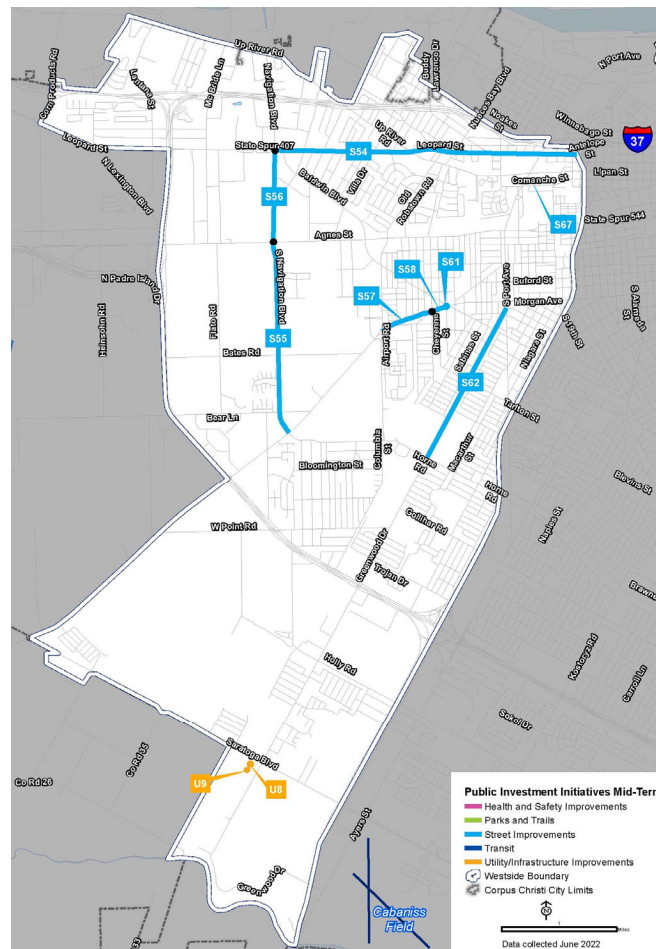 Up River Rd
Buddy
Lawrence Dr
N Port Ave
Corn Products Rd
Lantana St
Mc Bride Ln
Navigation Blvd
Nueces Bay Blvd
Noakes
St
Winnebago St
Leopard St
State Spur 407
S54
Up River
Rd
Leopard St
Antelope
St
37
N Lexington Blvd
S56
Baldwin Blvd
Villa Dr
Old
Robstown Rd
Comanche St
Lipan St
S67
State Spur 544
Agnes St
S Navigation Blvd
N Padre Island Dr
Heinsohn Rd
Flato Rd
S58
S61
S57
Buford St
S Port Ave
Morgan Ave
S Alameda
St
S 19th St
Airport Rd
Cheyenne
St
Sabinas St
Niagara St
S55
Bates Rd
S62
Tarlton St
Bear Ln
Bloomington St
Columbia
St
Horne
Rd
Macarthur
St
Horne
Rd
Blevins St
W Point Rd
Gollihar Rd
Naples St
Greenwood Dr
Trojan Dr
Holly Rd
Kostoryz Rd
Carroll Ln
Sokol Dr
Saratoga Blvd
Co Rd 35
Co Rd 26
U9
U8
Ayers St
Greenwood Dr
Cabaniss
Field
Public Investment Initiatives Mid-Term
Health and Safety Improvements
Parks and Trails
Street Improvements
Transit
Utility/Infrastructure Improvements
Westside Boundary
Corpus Christi City Limits
N
1
Miles
Data collected June 2022